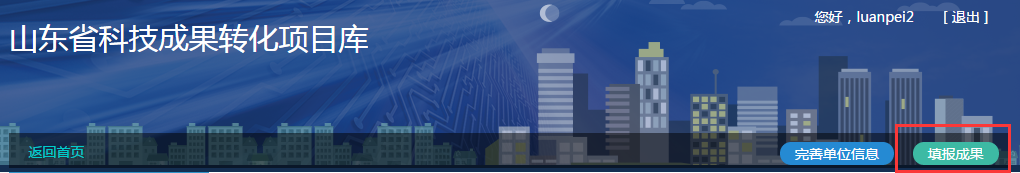 您好，luanpei2 [ 退出 ]
山东省科技成果转化项目库
返回首页 完善单位信息 填报成果